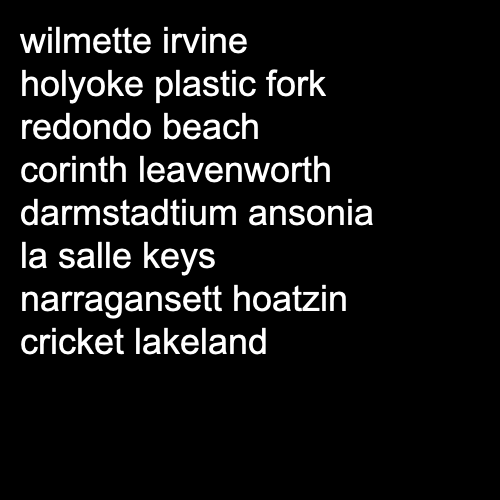 wilmette irvine
holyoke plastic fork
redondo beach
corinth leavenworth
darmstadtium ansonia
la salle keys
narragansett hoatzin
cricket lakeland